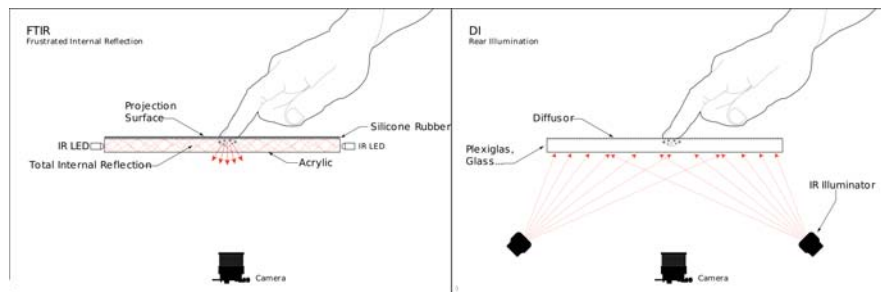 FTIR
Frustrated Internal Reflection
Projection
Surface
Silicone Rubber
IR LED
IR LED
Total Internal Reflection
Acrylic
Camera
DI
Rear Illumination
Diffusor
Plexiglas,
Glass...
IR Illuminator
Camera